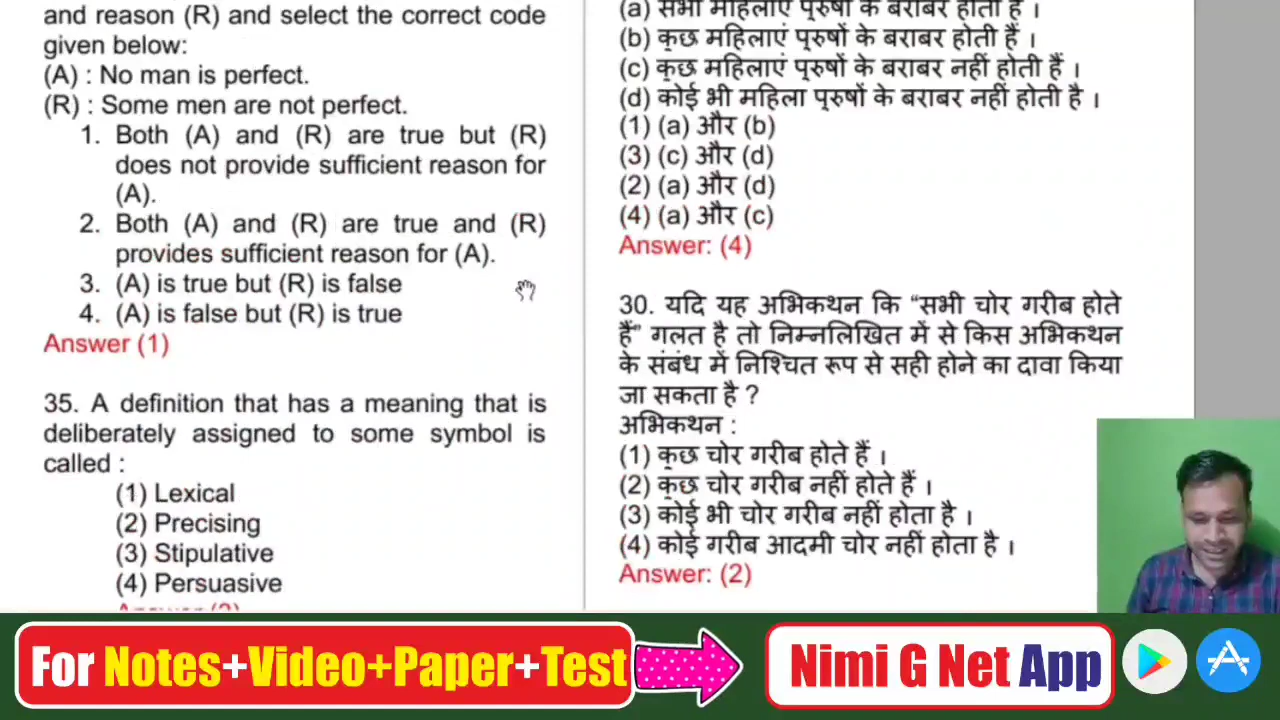 and reason (R) and select the correct code
given below:
(A) : No man is perfect.
(R) : Some men are not perfect.
1. Both (A) and (R) are true but (R)
does not provide sufficient reason for
(A).
2. Both (A) and (R) are true and (R)
provides sufficient reason for (A).
3. (A) is true but (R) is false
4. (A) is false but (R) is true
Answer (1)
35. A definition that has a meaning that is
deliberately assigned to some symbol is
called :
(1) Lexical
(2) Precising
(3) Stipulative
(4) Persuasive
(a) सभी महिलाएं पुरुषों के बराबर होती हैं ।
(b) कुछ महिलाएं पुरुषों के बराबर होती हैं ।
(c) कुछ महिलाएं पुरुषों के बराबर नहीं होती हैं ।
(d) कोई भी महिला पुरुषों के बराबर नहीं होती है ।
(1) (a) और (b)
(3) (c) और (d)
(2) (a) और (d)
(4) (a) और (c)
Answer: (4)
30. यदि यह अभिकथन कि “सभी चोर गरीब होते
हैं” गलत है तो निम्नलिखित में से किस अभिकथन
के संबंध में निश्चित रूप से सही होने का दावा किया
जा सकता है ?
अभिकथन :
(1) कुछ चोर गरीब होते हैं ।
(2) कुछ चोर गरीब नहीं होते हैं ।
(3) कोई भी चोर गरीब नहीं होता है ।
(4) कोई गरीब आदमी चोर नहीं होता है ।
Answer: (2)
For Notes+Video+Paper+Test
Nimi G Net App